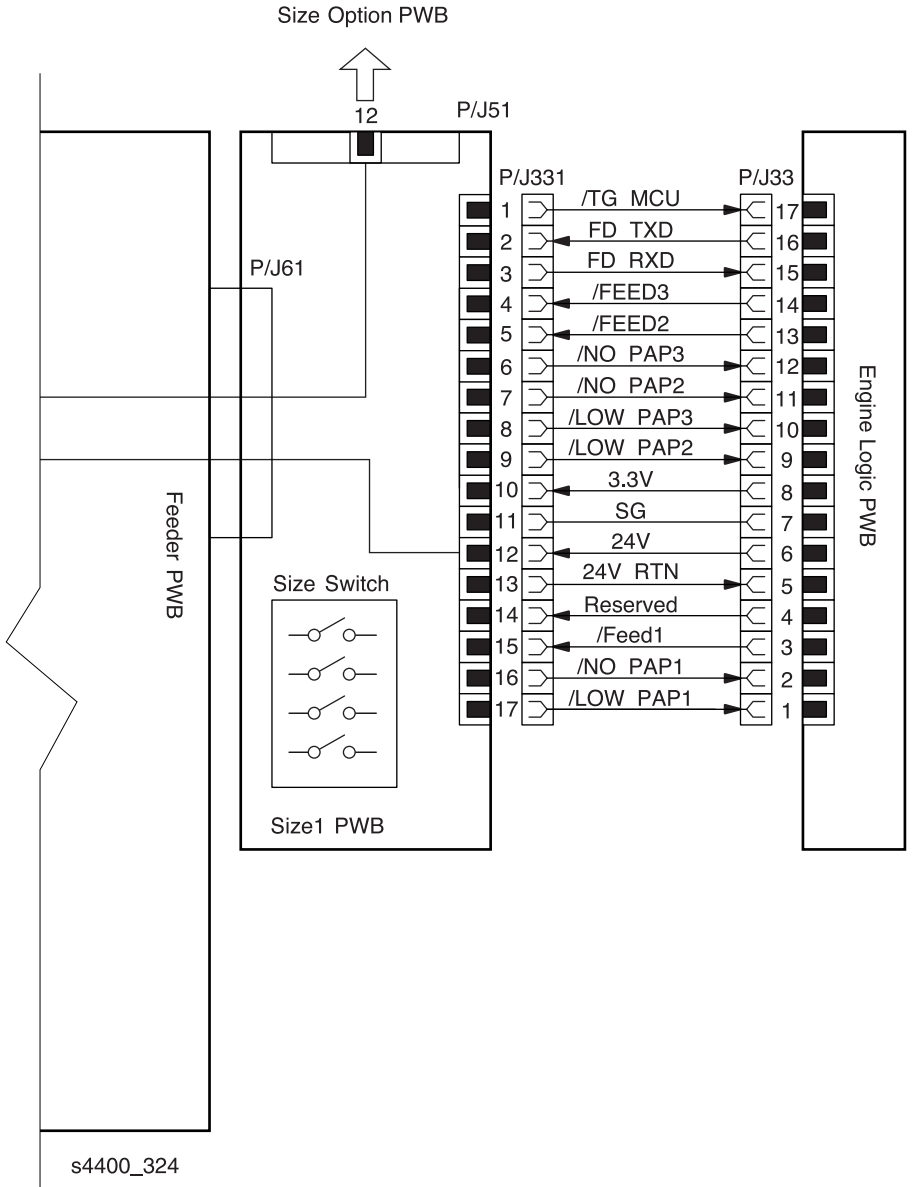 Size Option PWB
12
P/J51
P/J331
P/J33
1 /TG MCU 17
2 FD TXD 16
3 FD RXD 15
P/J61
4 /FEED3 14
5 /FEED2 13
6 /NO PAP3 12
7 /NO PAP2 11
8 /LOW PAP3 10
9 /LOW PAP2 9
10 3.3V 8
11 SG 7
12 24V 6
13 24V RTN 5
14 Reserved 4
15 /Feed1 3
16 /NO PAP1 2
17 /LOW PAP1 1
Engine Logic PWB
Feeder PWB
Size Switch
Size1 PWB
s4400_324